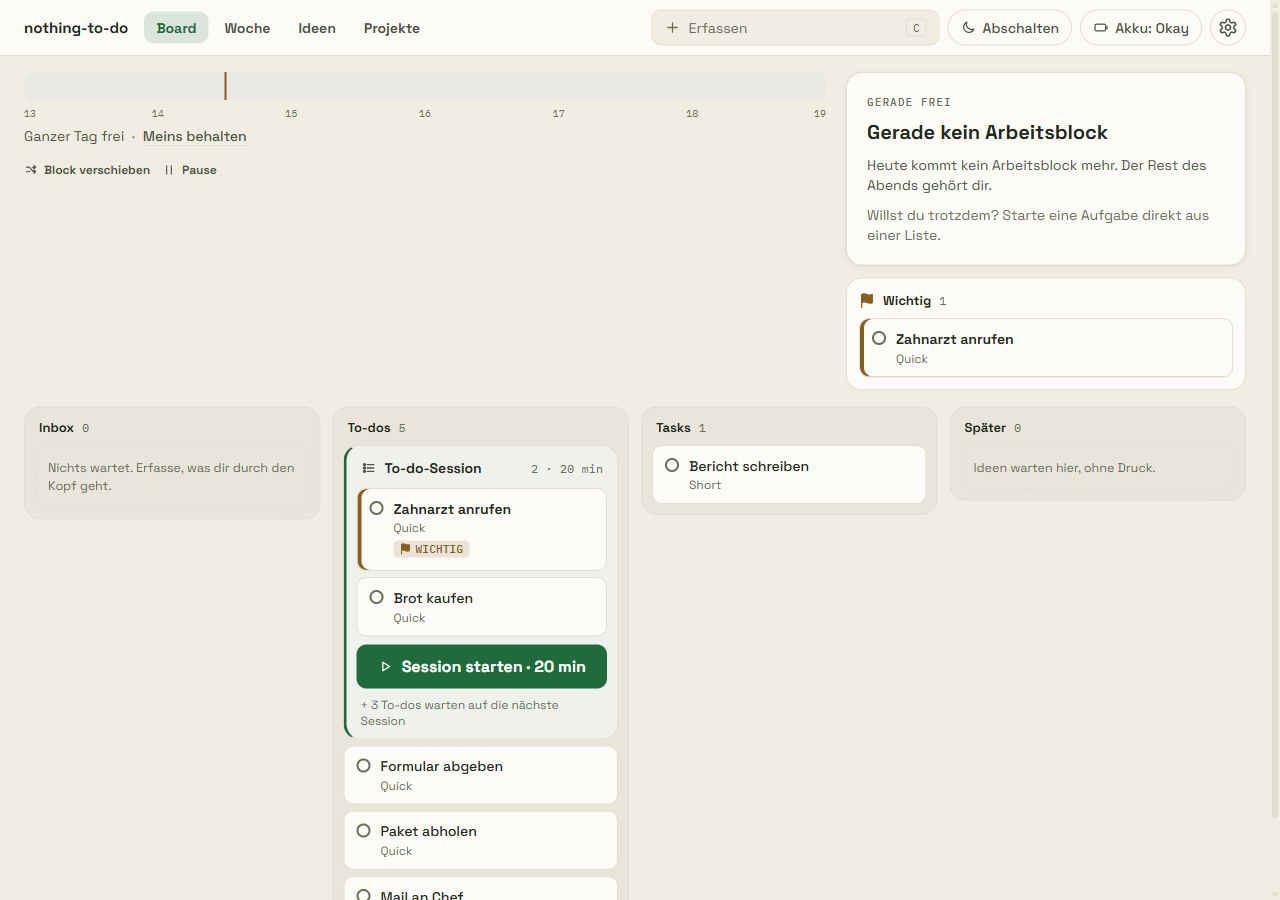 nothing-to-do Board Woche Ideen Projekte Erfassen C Abschalten Akku: Okay
13 14 15 16 17 18 19
Ganzer Tag frei · Meins behalten
Block verschieben Pause
GERADE FREI
Gerade kein Arbeitsblock
Heute kommt kein Arbeitsblock mehr. Der Rest des
Abends gehört dir.
Willst du trotzdem? Starte eine Aufgabe direkt aus
einer Liste.
Wichtig 1
Zahnarzt anrufen
Quick
Inbox 0
Nichts wartet. Erfasse, was dir durch den
Kopf geht.
To-dos 5
To-do-Session 2 · 20 min
Zahnarzt anrufen
Quick
WICHTIG
Brot kaufen
Quick
Session starten · 20 min
+ 3 To-dos warten auf die nächste
Session
Formular abgeben
Quick
Paket abholen
Quick
Mail an Chef
Tasks 1
Bericht schreiben
Short
Später 0
Ideen warten hier, ohne Druck.